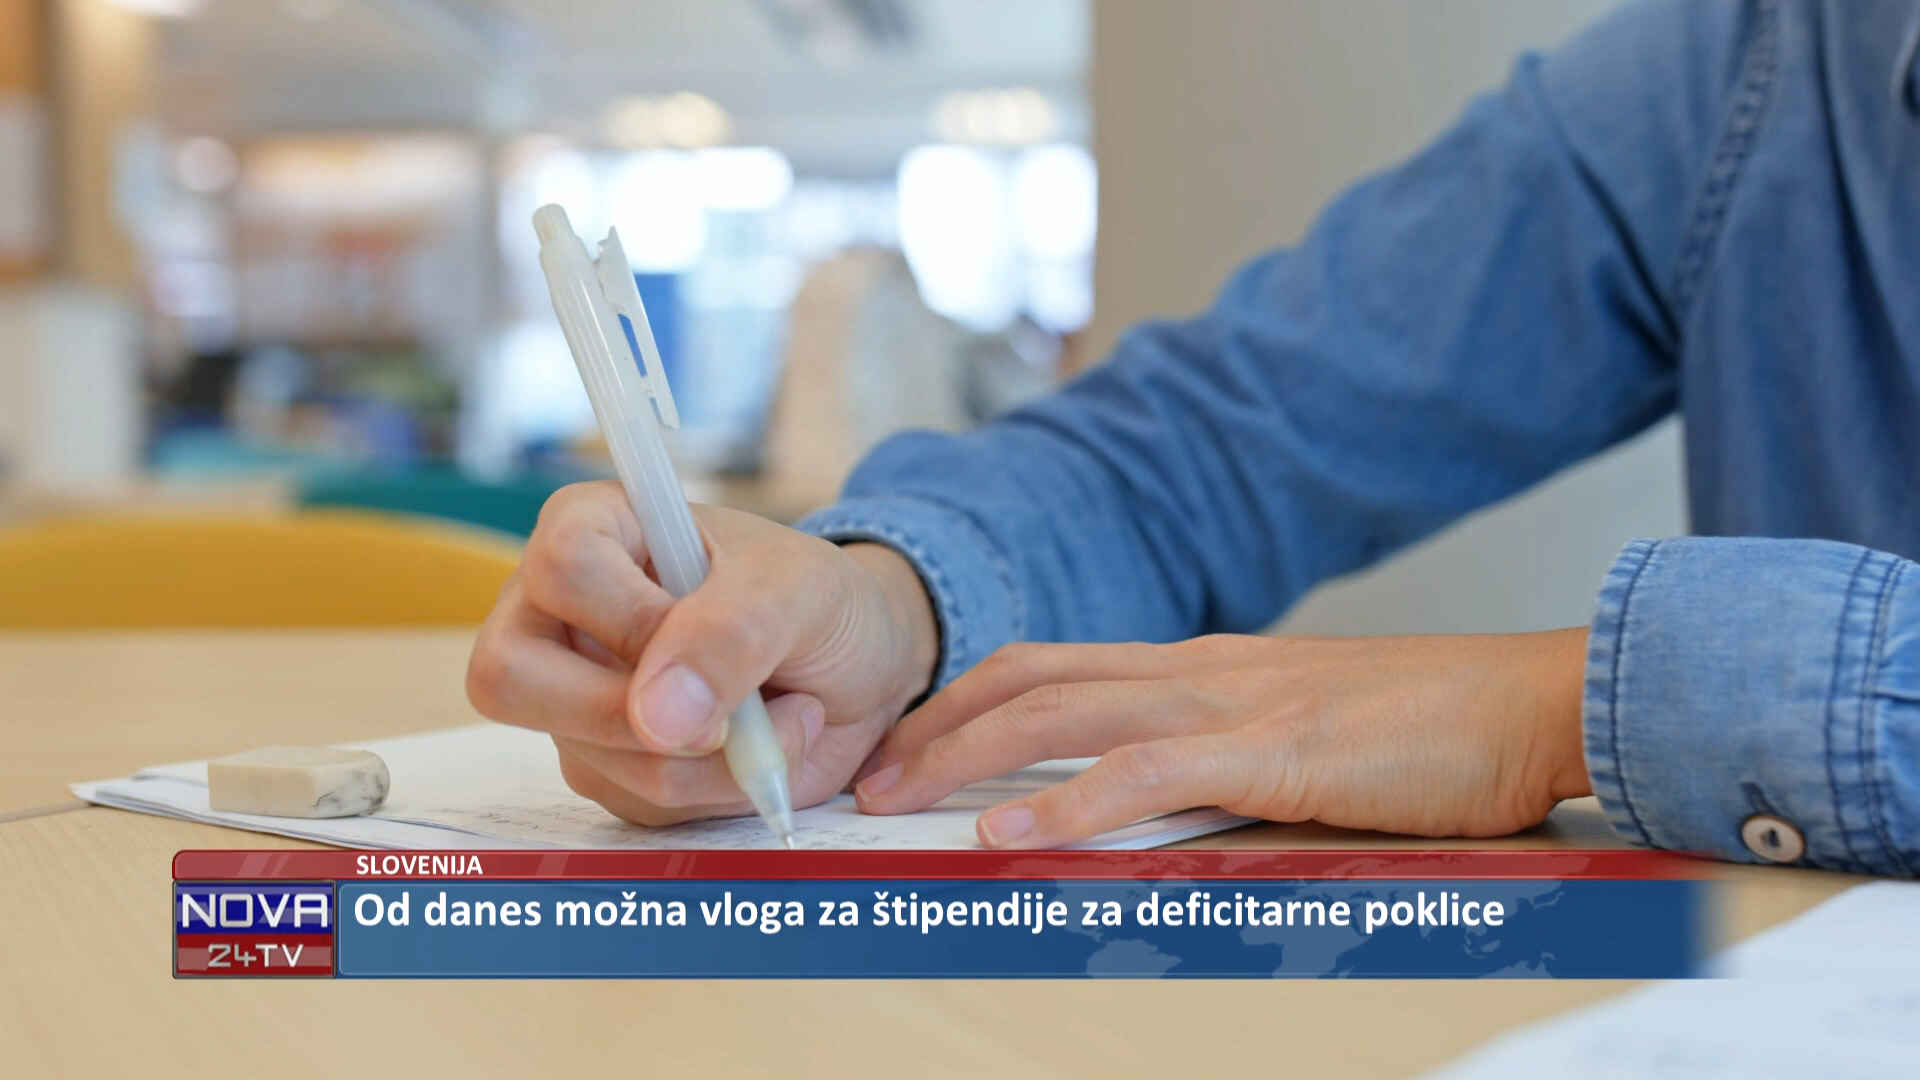 SLOVENIJA
NOVA
24TV
Od danes možna vloga za štipendije za deficitarne poklice